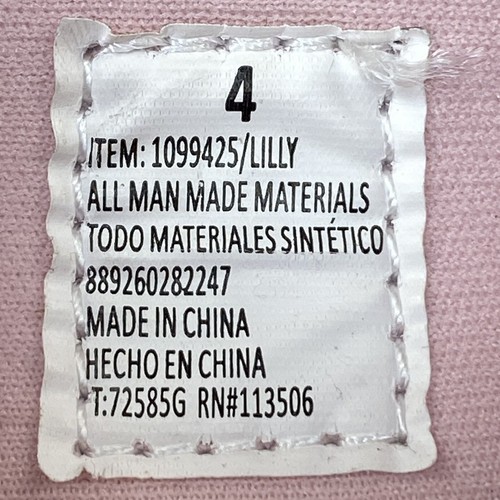 4
ITEM: 1099425/LILLY
ALL MAN MADE MATERIALS
TODO MATERIALES SINTÉTICO
889260282247
MADE IN CHINA
HECHO EN CHINA
T:72585G RN#113506